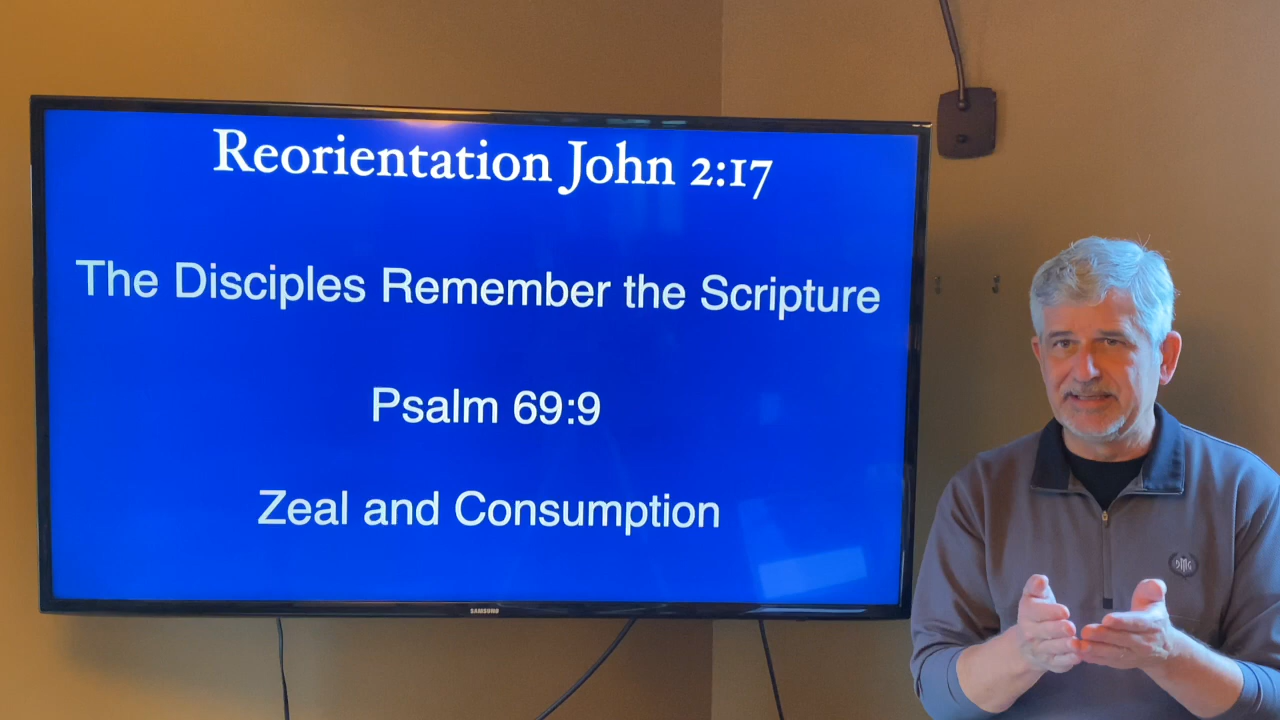 Reorientation John 2:17
The Disciples Remember the Scripture
Psalm 69:9
Zeal and Consumption
SAMSUNG